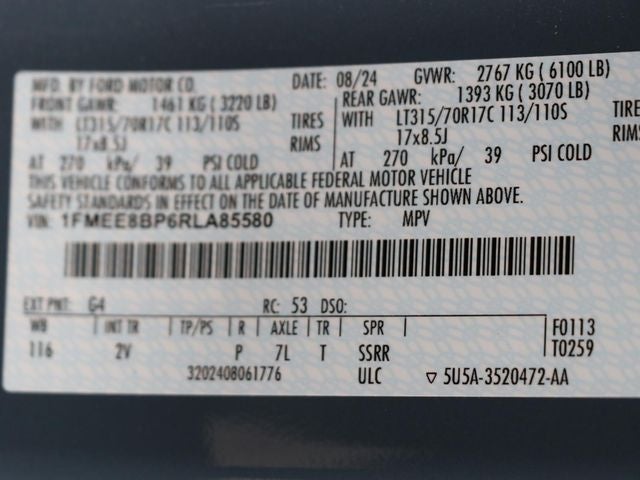 MFD. BY FORD MOTOR CO. DATE: 08/24 GVWR: 2767 KG ( 6100 LB)
FRONT GAWR: 1461 KG ( 3220 LB) REAR GAWR: 1393 KG ( 3070 LB)
WITH LT315/70R17C 113/110S TIRES WITH LT315/70R17C 113/110S TIRE
17x8.5J RIMS 17x8.5J RIMS
AT 270 kPa/ 39 PSI COLD AT 270 kPa/ 39 PSI COLD
THIS VEHICLE CONFORMS TO ALL APPLICABLE FEDERAL MOTOR VEHICLE
SAFETY STANDARDS IN EFFECT ON THE DATE OF MANUFACTURE SHOWN ABOVE.
VIN: 1FMEE8BP6RLA85580 TYPE: MPV
EXT PNT: G4 RC: 53 DSO:
WB INT TR TP/PS R AXLE TR SPR F0113
116 2V P 7L T SSRR T0259
3202408061776 ULC ▽ 5U5A-3520472-AA